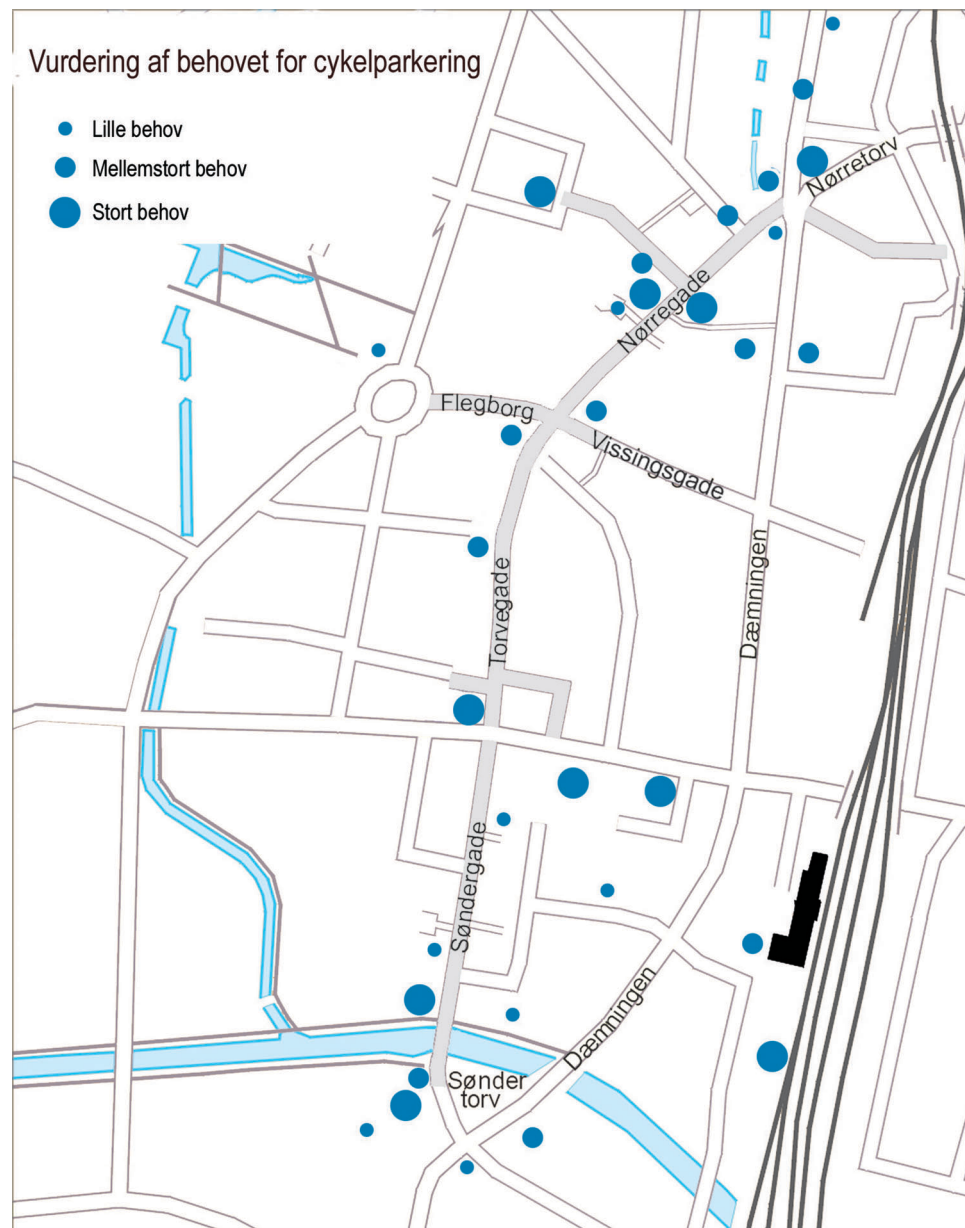 Vurdering af behovet for cykelparkering
Lille behov
Mellemstort behov
Stort behov
Nørretorv
Nørregade
Flegborg
Vissingsgade
Dæmningen
Torvegade
Søndergade
Dæmningen
Sønder
torv